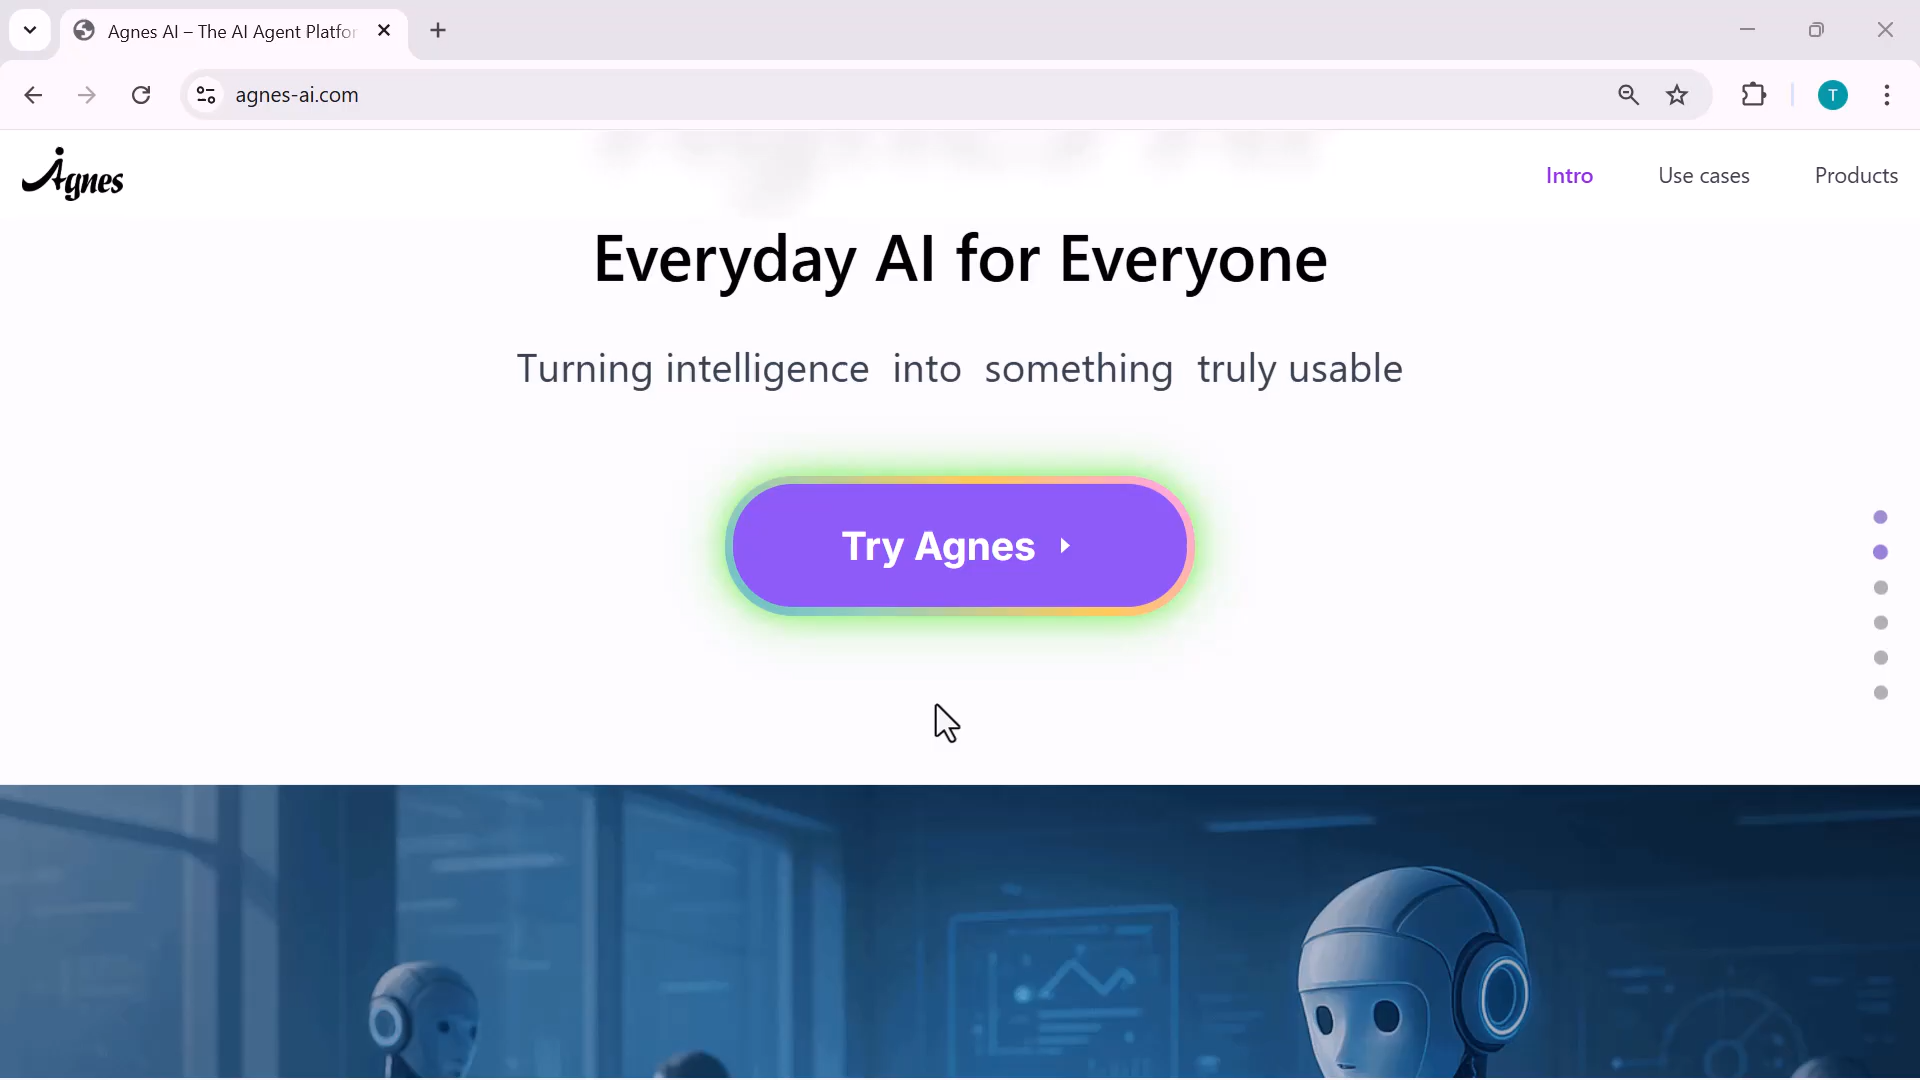 Agnes AI – The AI Agent Platfor
agnes-ai.com
T
Agnes
Intro
Use cases
Products
Everyday AI for Everyone
Turning intelligence into something truly usable
Try Agnes